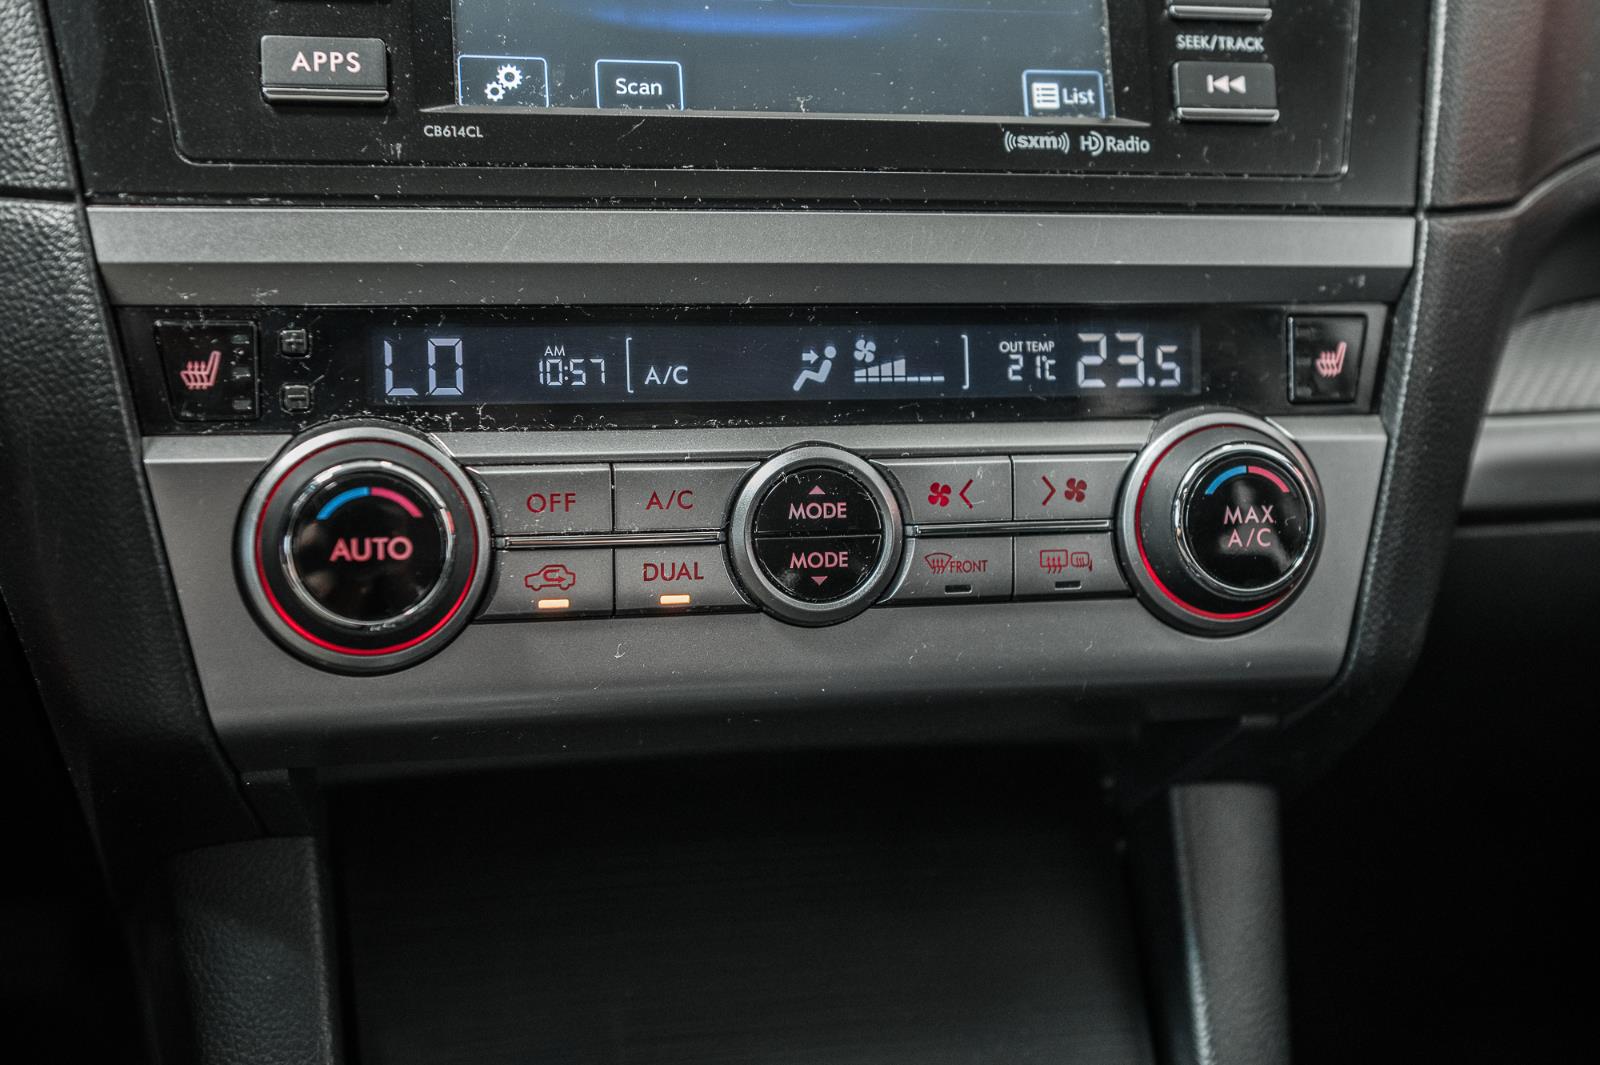 APPS
Scan
List
SEEK/TRACK
CB614CL
((sxm)) HD Radio
LO
AM
10:57
A/C
OUT TEMP
21℃
23.5
OFF
A/C
MODE
MODE
AUTO
DUAL
FRONT
MAX
A/C